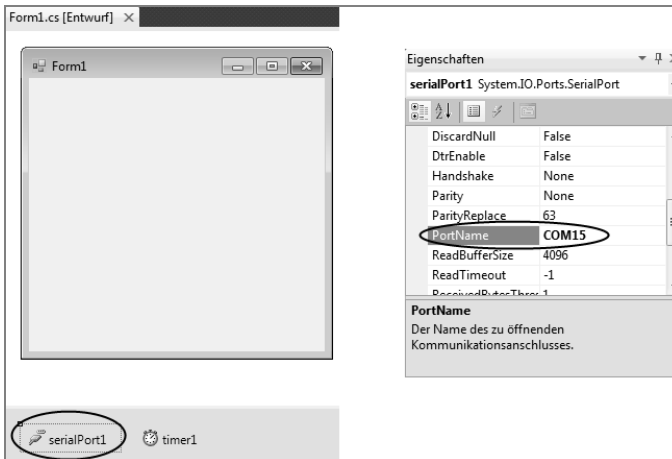 Form1.cs [Entwurf]
Form1
serialPort1
timer1
Eigenschaften
serialPort1 System.IO.Ports.SerialPort
DiscardNull False
DtrEnable False
Handshake None
Parity None
ParityReplace 63
PortName COM15
ReadBufferSize 4096
ReadTimeout -1
1
PortName
Der Name des zu öffnenden
Kommunikationsanschlusses.